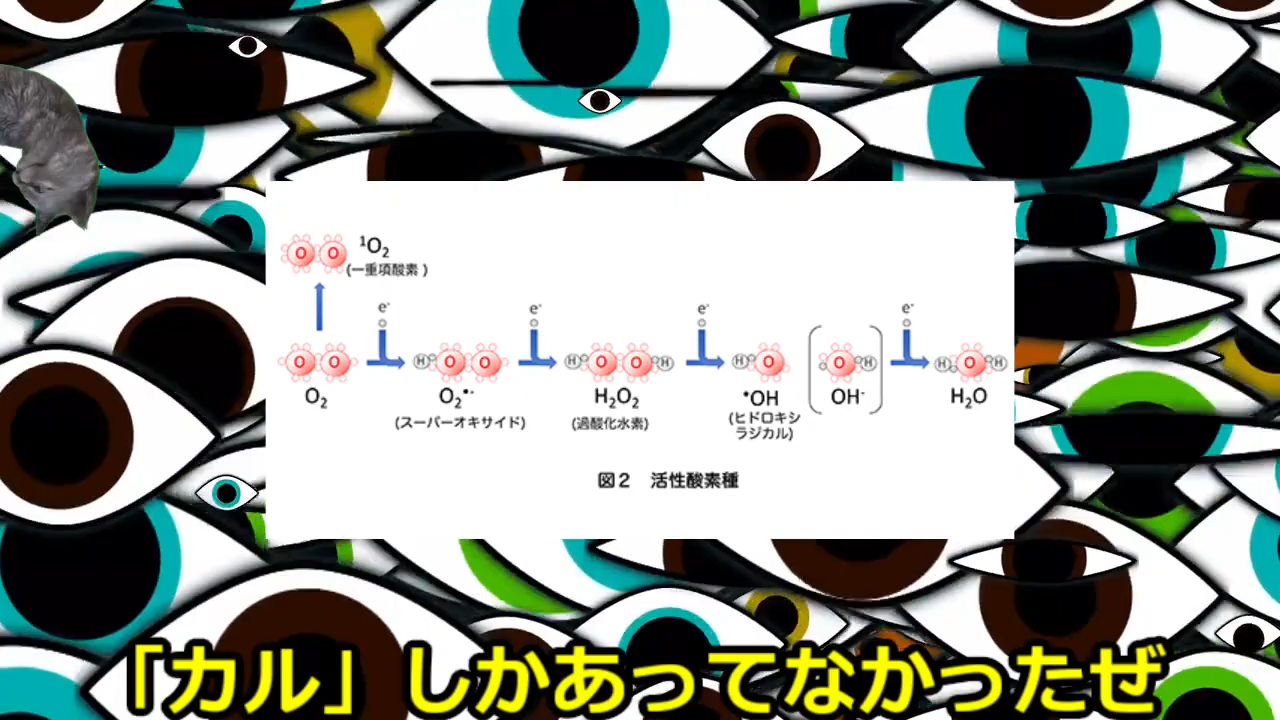 ¹O₂
(一重項酸素 )
O O
e⁻ e⁻ e⁻ e⁻
O O H O O H O O H H O O H H O H
O₂ O₂•⁻ H₂O₂ •OH OH⁻ H₂O
(スーパーオキサイド) (過酸化水素) (ヒドロキシ
ラジカル)
図2 活性酸素種
「カル」しかあってなかったぜ